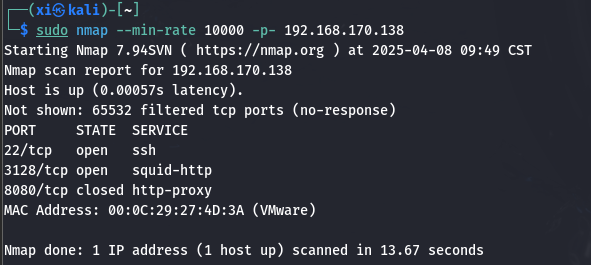 ┌──(xi㉿kali)-[~]
└─$ sudo nmap --min-rate 10000 -p- 192.168.170.138
Starting Nmap 7.94SVN ( https://nmap.org ) at 2025-04-08 09:49 CST
Nmap scan report for 192.168.170.138
Host is up (0.00057s latency).
Not shown: 65532 filtered tcp ports (no-response)
PORT     STATE  SERVICE
22/tcp   open   ssh
3128/tcp open   squid-http
8080/tcp closed http-proxy
MAC Address: 00:0C:29:27:4D:3A (VMware)

Nmap done: 1 IP address (1 host up) scanned in 13.67 seconds